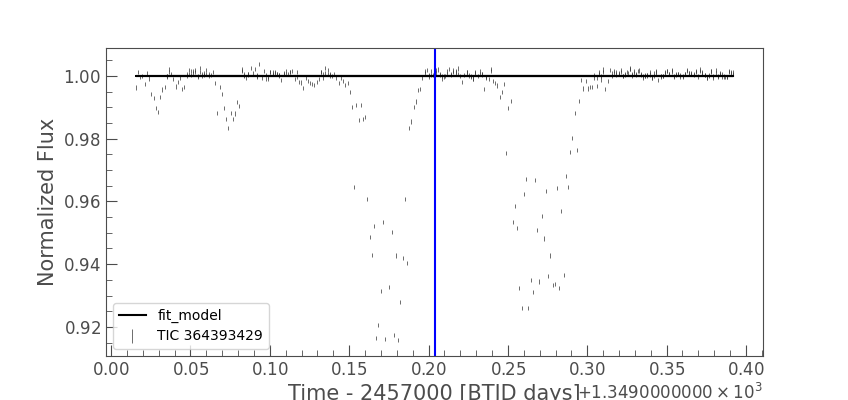 1.00
0.98
0.96
0.94
0.92
Normalized Flux
fit_model
TIC 364393429
0.00 0.05 0.10 0.15 0.20 0.25 0.30 0.35 0.40
Time - 2457000 [BTJD days]
+1.3490000000 × 10³